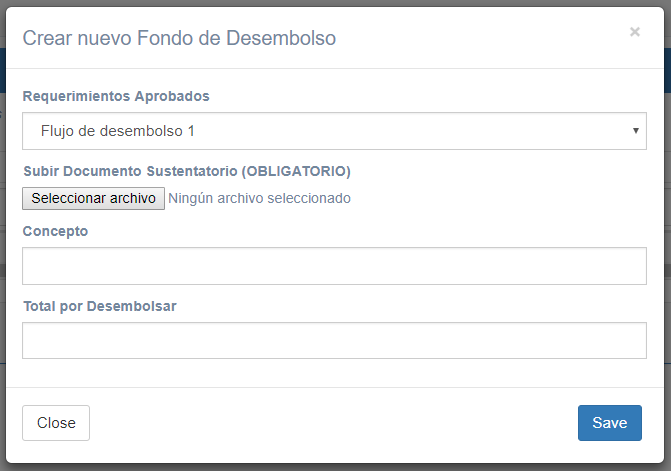 Crear nuevo Fondo de Desembolso
×
Requerimientos Aprobados
Flujo de desembolso 1
Subir Documento Sustentatorio (OBLIGATORIO)
Seleccionar archivo Ningún archivo seleccionado
Concepto
Total por Desembolsar
Close
Save